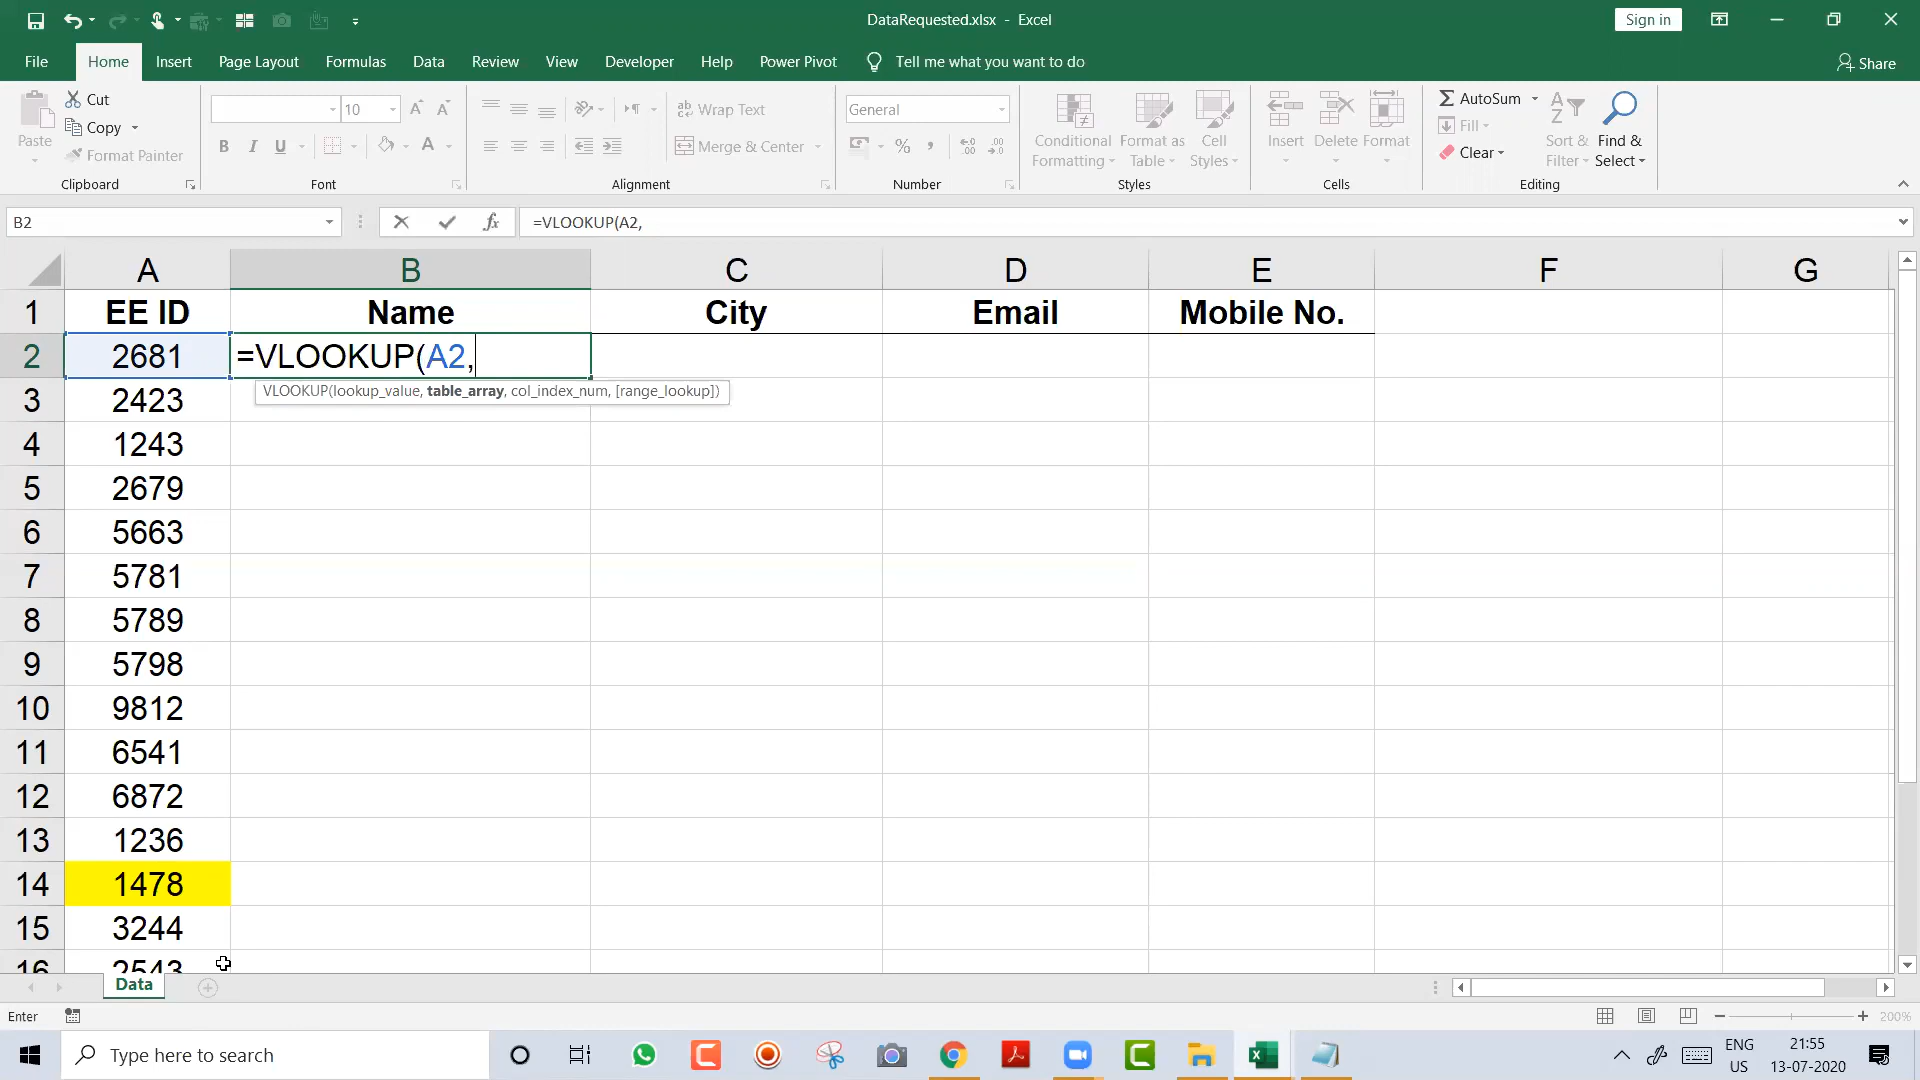 DataRequested.xlsx - Excel
Sign in
File Home Insert Page Layout Formulas Data Review View Developer Help Power Pivot Tell me what you want to do
Share
Paste
Cut
Copy
Format Painter
Clipboard
10
B I U
Font
Wrap Text
Merge & Center
Alignment
General
%
Number
Conditional Formatting
Format as Table
Cell Styles
Styles
Insert Delete Format
Cells
AutoSum
Fill
Clear
Sort & Filter
Find & Select
Editing
B2
fx
=VLOOKUP(A2,
A B C D E F G
1 EE ID Name City Email Mobile No.
2 2681 =VLOOKUP(A2,
VLOOKUP(lookup_value, table_array, col_index_num, [range_lookup])
3 2423
4 1243
5 2679
6 5663
7 5781
8 5789
9 5798
10 9812
11 6541
12 6872
13 1236
14 1478
15 3244
16 2543
Data
Enter
200%
Type here to search
ENG
US
21:55
13-07-2020